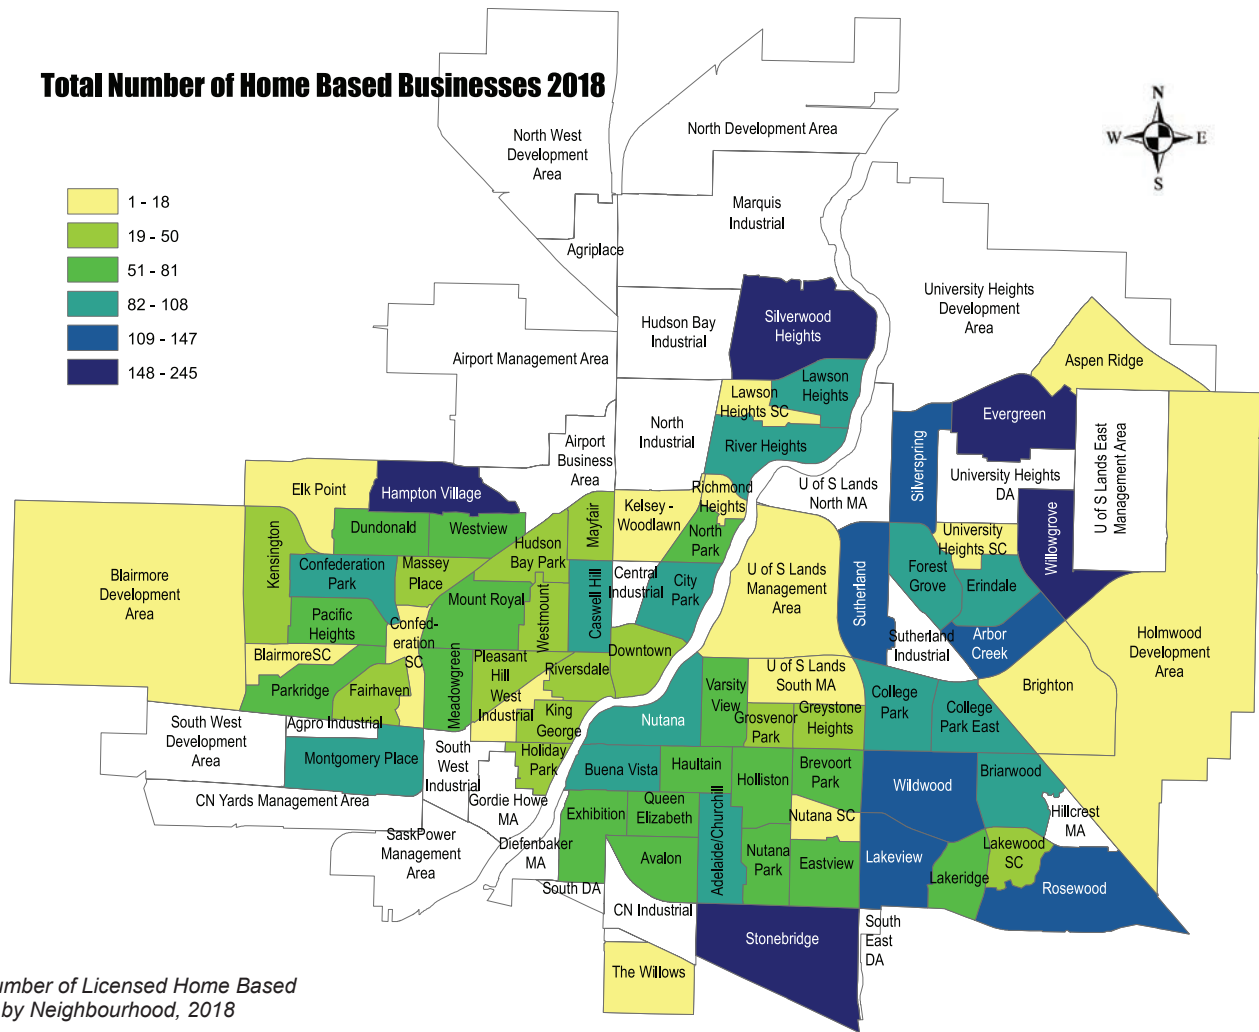 Total Number of Home Based Businesses 2018
N
W
E
S
1 - 18
19 - 50
51 - 81
82 - 108
109 - 147
148 - 245
North West
Development
Area
North Development Area
Marquis
Industrial
Agriplace
University Heights
Development
Area
Hudson Bay
Industrial
Silverwood
Heights
Airport Management Area
Aspen Ridge
Lawson
Heights
Lawson
Heights SC
Evergreen
North
Industrial
River Heights
Airport
Business
Area
U of S Lands East
Management Area
Silverspring
University Heights
DA
U of S Lands
North MA
Elk Point
Hampton Village
Richmond
Heights
Kelsey -
Woodlawn
Mayfair
Dundonald
Westview
North
Park
University
Heights SC
Willowgrove
Hudson
Bay Park
Kensington
Confederation
Park
Massey
Place
Blairmore
Development
Area
Central
Industrial
City
Park
Caswell Hill
U of S Lands
Management
Area
Sutherland
Forest
Grove
Erindale
Mount Royal
Westmount
Pacific
Heights
Confed-
eration
SC
Sutherland
Industrial
Arbor
Creek
Holmwood
Development
Area
BlairmoreSC
Meadowgreen
Pleasant
Hill
Downtown
Riversdale
U of S Lands
South MA
Brighton
Parkridge
Fairhaven
West
Industrial
Varsity
View
College
Park
College
Park East
South West
Development
Area
Agpro Industrial
King
George
Nutana
Grosvenor
Park
Greystone
Heights
Montgomery Place
South
West
Industrial
Holiday
Park
Buena Vista
Haultain
Holliston
Brevoort
Park
Wildwood
Briarwood
CN Yards Management Area
Gordie Howe
MA
Exhibition
Queen
Elizabeth
Nutana SC
Hillcrest
MA
SaskPower
Management
Area
Diefenbaker
MA
Adelaide/Churchill
Avalon
Nutana
Park
Eastview
Lakeview
Lakewood
SC
Lakeridge
Rosewood
South DA
CN Industrial
Stonebridge
South
East
DA
The Willows
umber of Licensed Home Based
by Neighbourhood, 2018